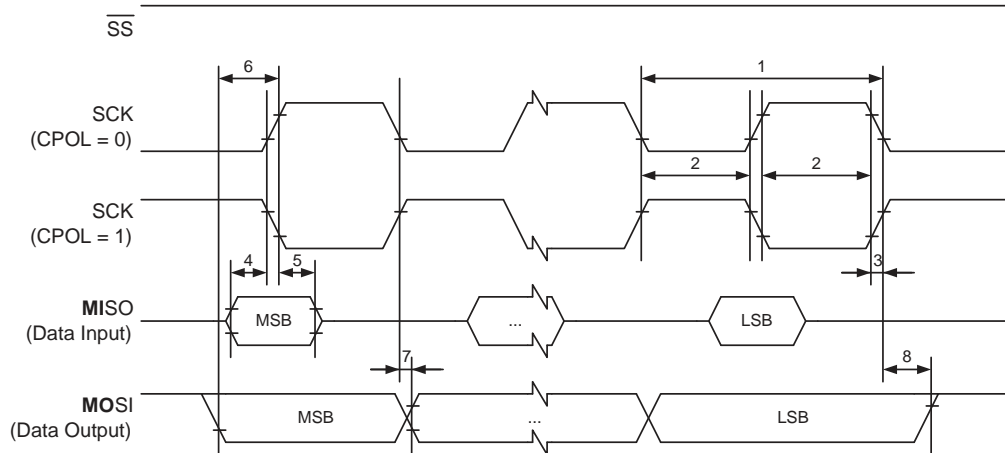 SS
6
1
SCK
(CPOL = 0)
2
2
SCK
(CPOL = 1)
4
5
3
MISO
(Data Input)
MSB
...
LSB
7
8
MOSI
(Data Output)
MSB
...
LSB